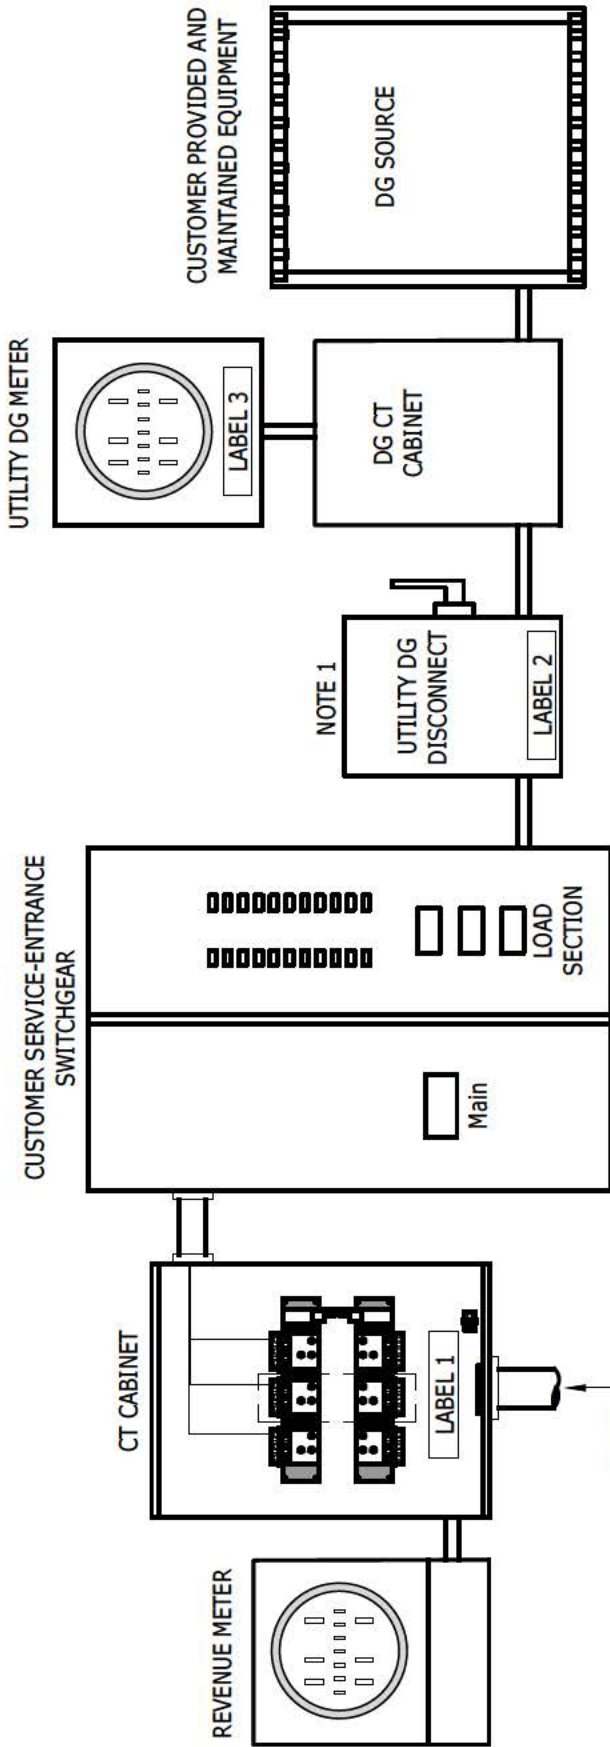 REVENUE METER
CT CABINET
LABEL 1
CUSTOMER SERVICE-ENTRANCE
SWITCHGEAR
Main
LOAD
SECTION
NOTE 1
UTILITY DG
DISCONNECT
LABEL 2
UTILITY DG METER
LABEL 3
DG CT
CABINET
CUSTOMER PROVIDED AND
MAINTAINED EQUIPMENT
DG SOURCE